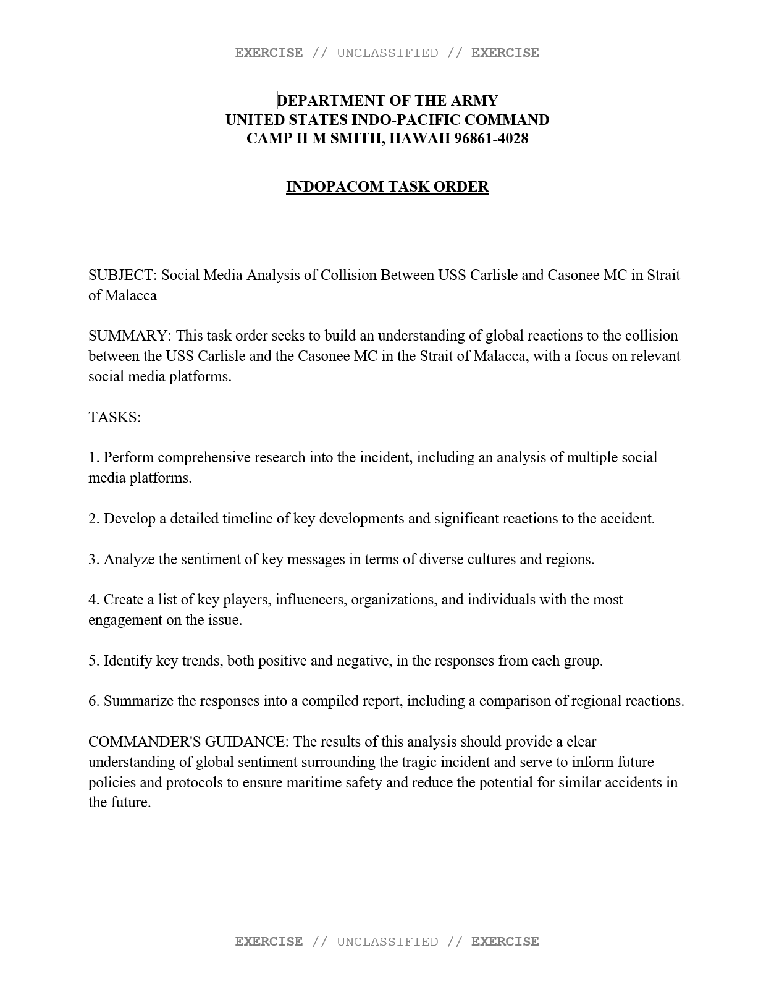 EXERCISE // UNCLASSIFIED // EXERCISE
DEPARTMENT OF THE ARMY
UNITED STATES INDO-PACIFIC COMMAND
CAMP H M SMITH, HAWAII 96861-4028
INDOPACOM TASK ORDER
SUBJECT: Social Media Analysis of Collision Between USS Carlisle and Casonee MC in Strait
of Malacca
SUMMARY: This task order seeks to build an understanding of global reactions to the collision
between the USS Carlisle and the Casonee MC in the Strait of Malacca, with a focus on relevant
social media platforms.
TASKS:
1. Perform comprehensive research into the incident, including an analysis of multiple social
media platforms.
2. Develop a detailed timeline of key developments and significant reactions to the accident.
3. Analyze the sentiment of key messages in terms of diverse cultures and regions.
4. Create a list of key players, influencers, organizations, and individuals with the most
engagement on the issue.
5. Identify key trends, both positive and negative, in the responses from each group.
6. Summarize the responses into a compiled report, including a comparison of regional reactions.
COMMANDER'S GUIDANCE: The results of this analysis should provide a clear
understanding of global sentiment surrounding the tragic incident and serve to inform future
policies and protocols to ensure maritime safety and reduce the potential for similar accidents in
the future.
EXERCISE // UNCLASSIFIED // EXERCISE